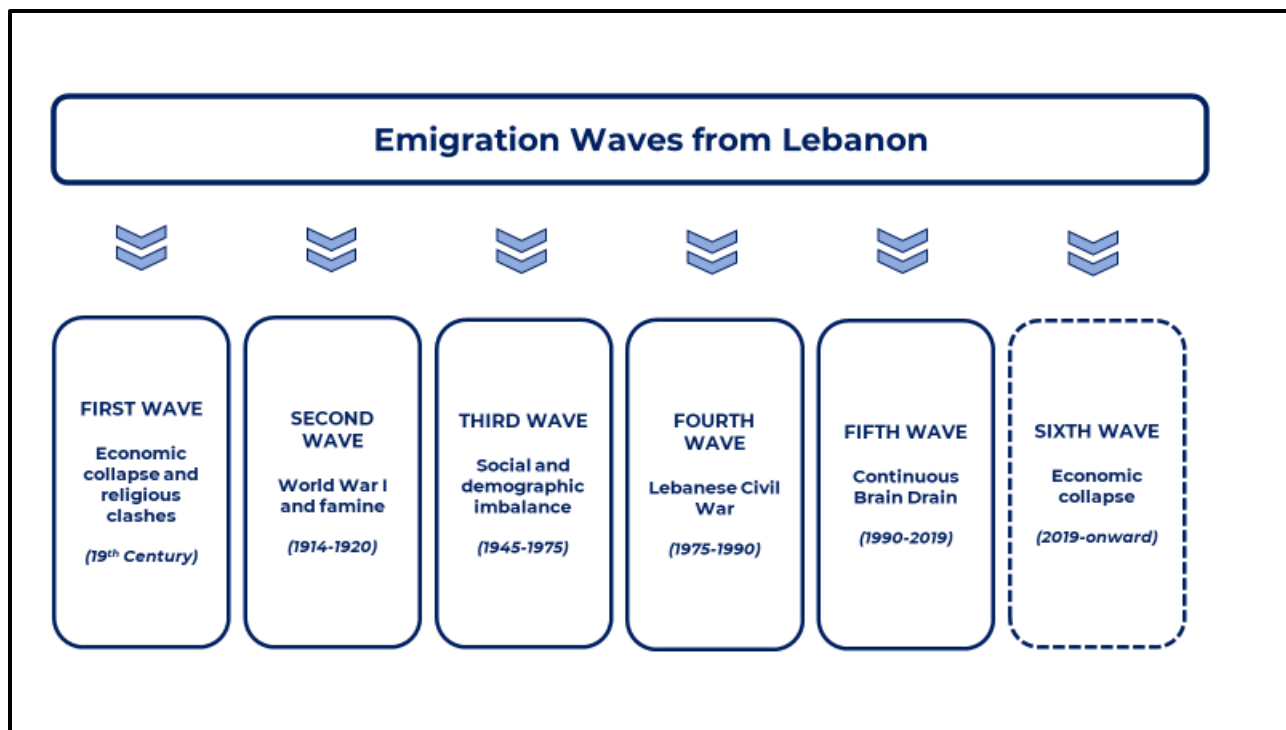 Emigration Waves from Lebanon
FIRST WAVE
Economic
collapse and
religious
clashes
(19th Century)
SECOND
WAVE
World War I
and famine
(1914-1920)
THIRD WAVE
Social and
demographic
imbalance
(1945-1975)
FOURTH
WAVE
Lebanese Civil
War
(1975-1990)
FIFTH WAVE
Continuous
Brain Drain
(1990-2019)
SIXTH WAVE
Economic
collapse
(2019-onward)